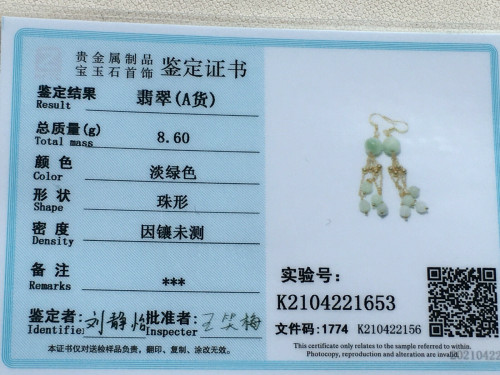 贵金属制品
宝玉石首饰 鉴定证书
鉴定结果 翡翠(A货)
Result
总质量(g) 8.60
Total mass
颜色 淡绿色
Color
形状 珠形
Shape
密度 因镶未测
Density
备注 ***
Remarks
实验号：
K2104221653
文件码：1774 K210422156
鉴定者： 刘静怡 批准者：
Identifie Inspecter
本证书仅对送检样品负责，翻印、复制、涂改无效。
This certificate only relates to the sample referred to within.
Photocopy, reproduction and alteration are invalid
20210422